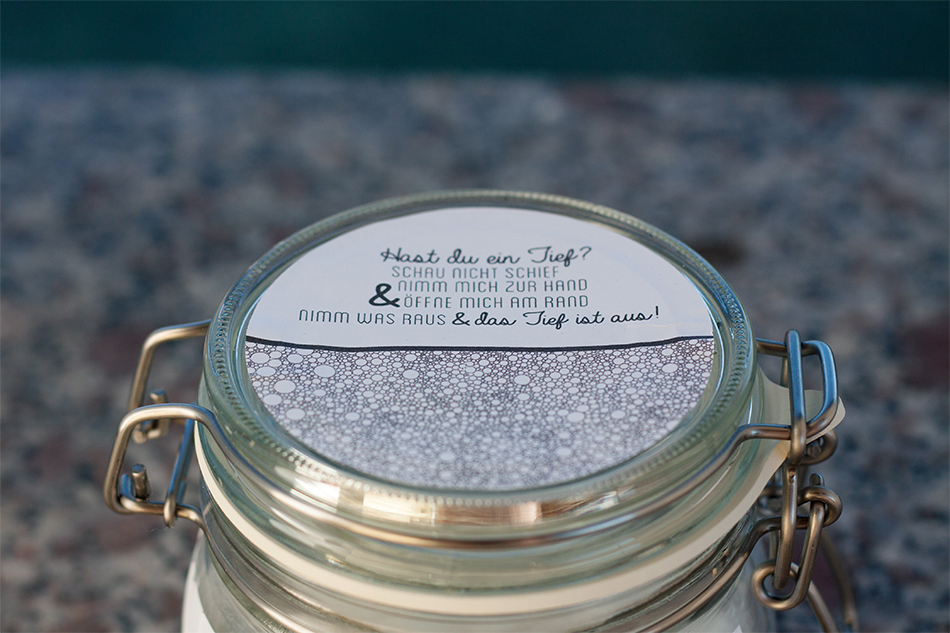 Hast du ein Tief?
SCHAU NICHT SCHIEF
NIMM MICH ZUR HAND
& ÖFFNE MICH AM RAND
NIMM WAS RAUS & das Tief ist aus!